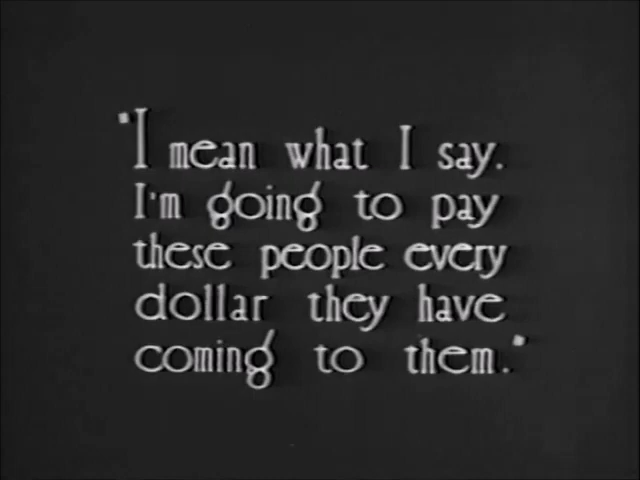 "I mean what I say.
I'm going to pay
these people every
dollar they have
coming to them."